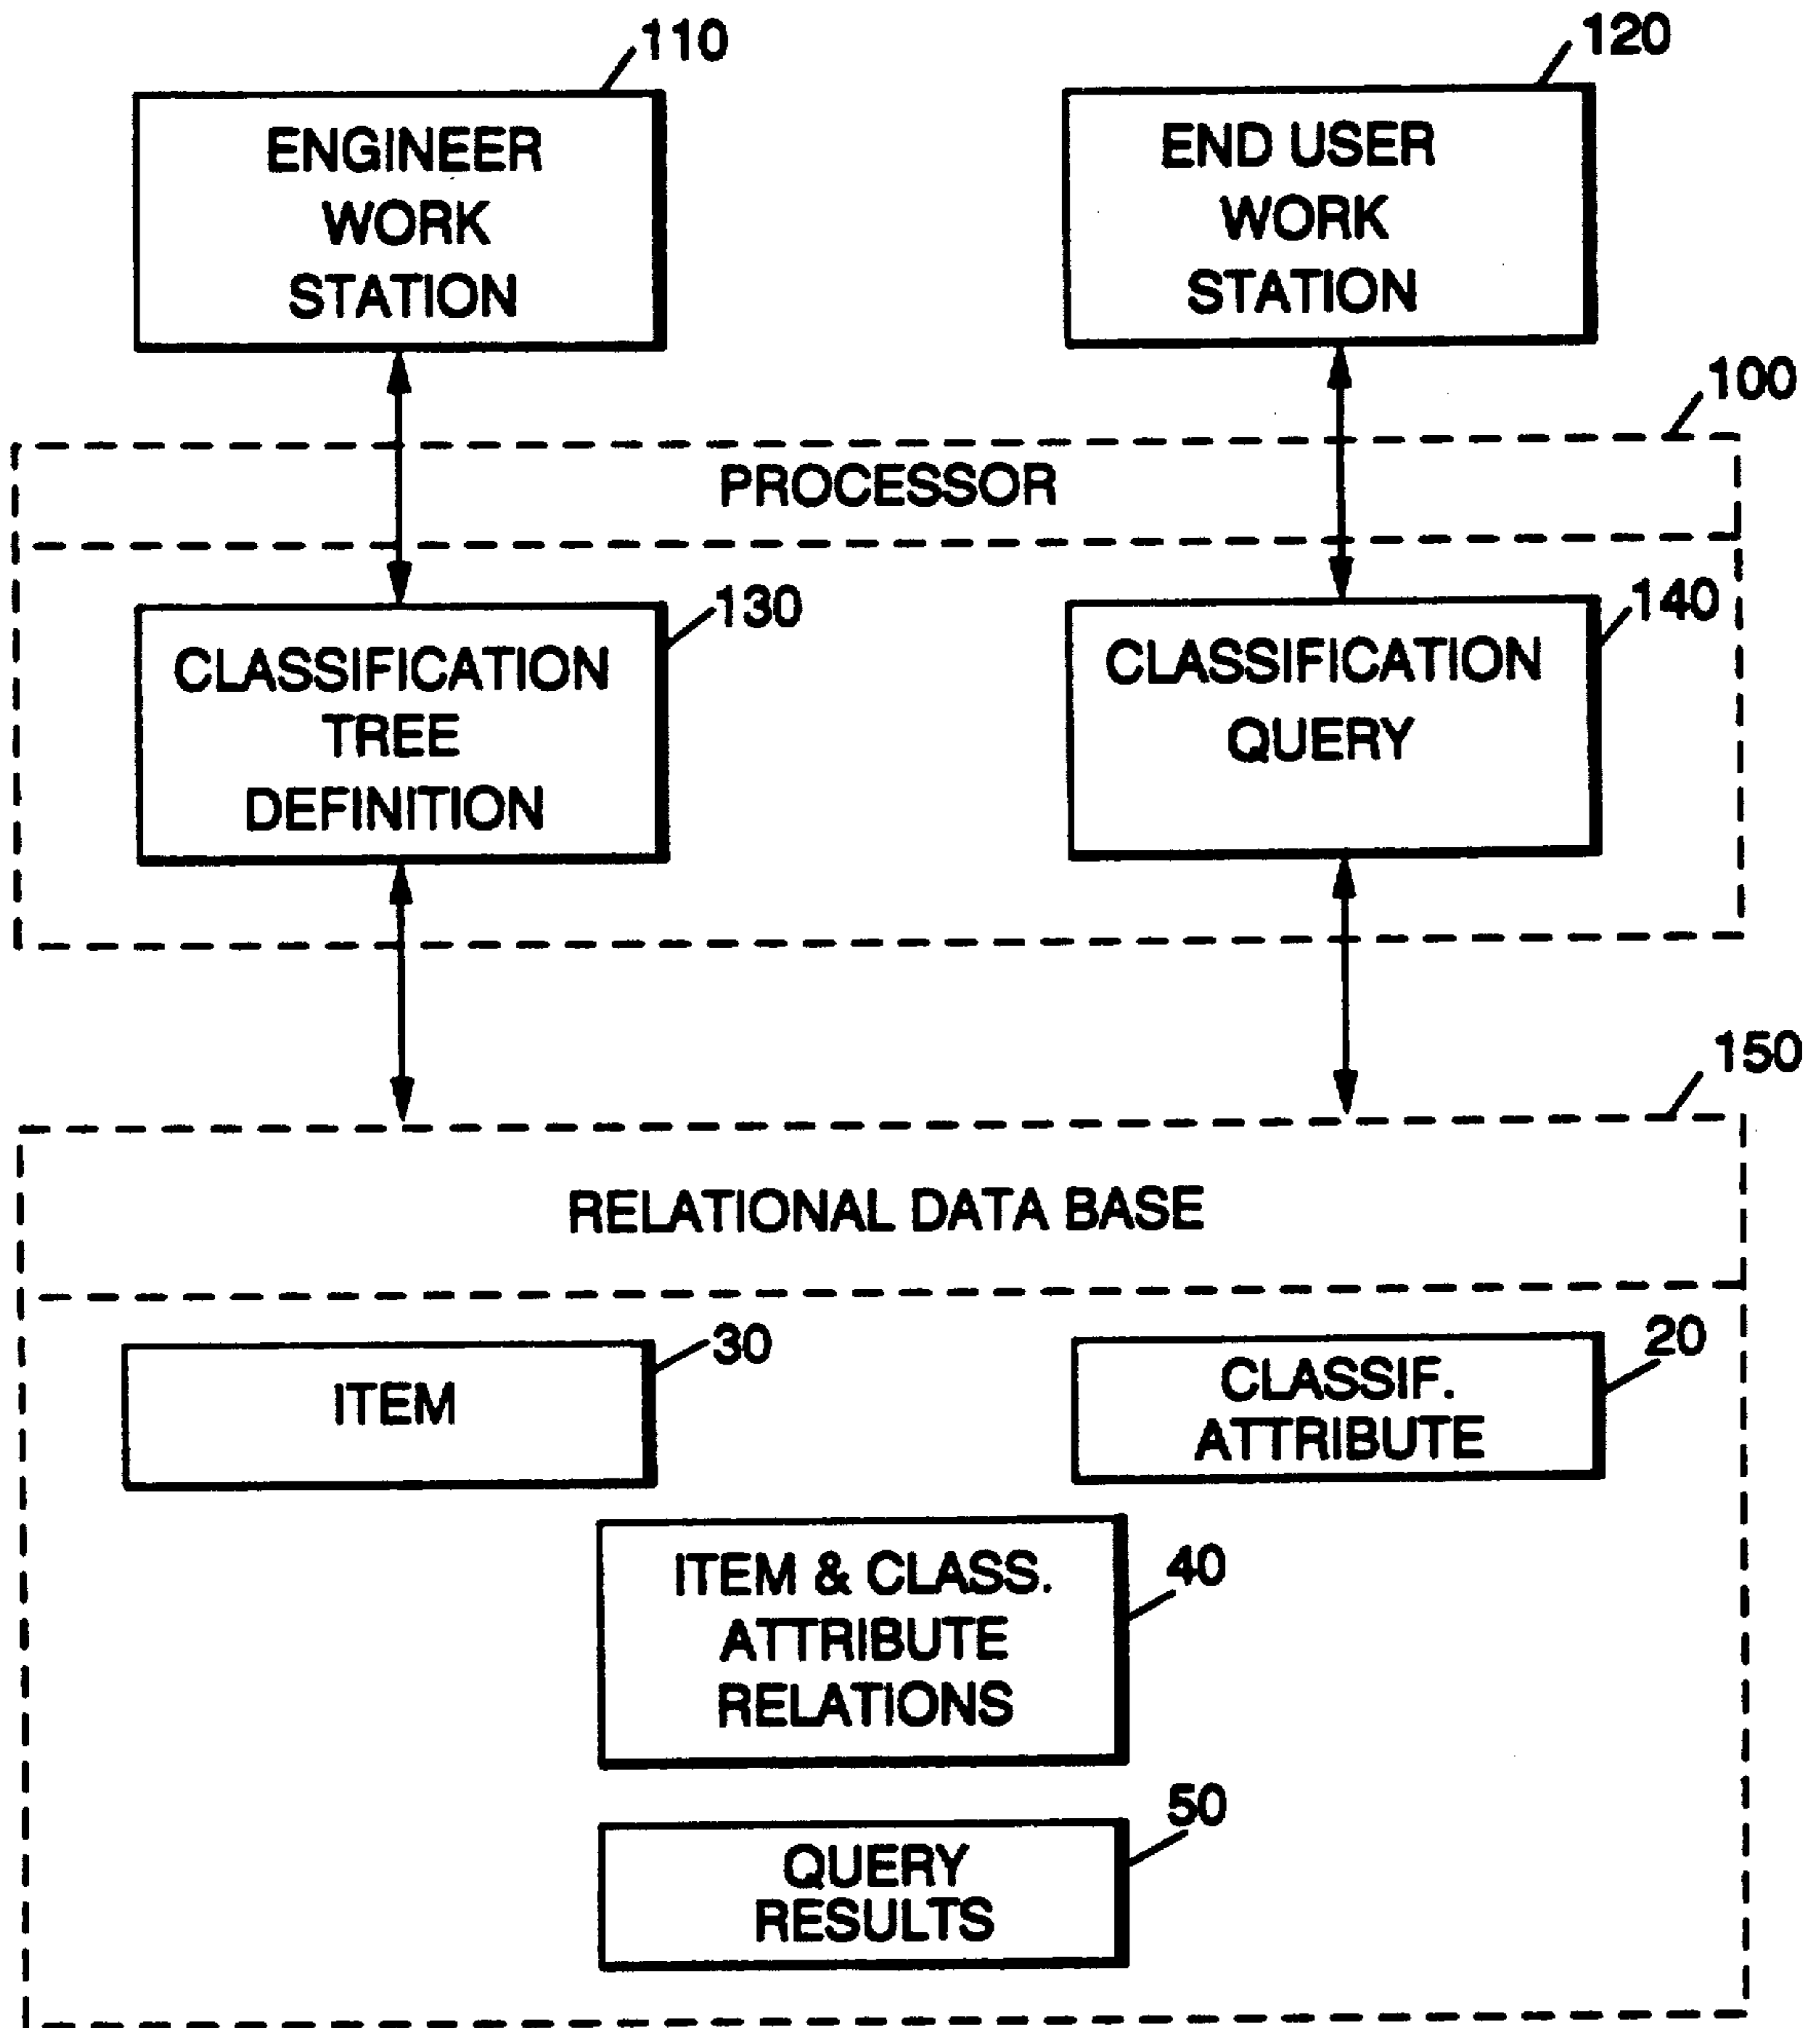 110
120
ENGINEER
WORK
STATION
END USER
WORK
STATION
100
PROCESSOR
130
140
CLASSIFICATION
TREE
DEFINITION
CLASSIFICATION
QUERY
150
RELATIONAL DATA BASE
30
20
ITEM
CLASSIF.
ATTRIBUTE
40
ITEM & CLASS.
ATTRIBUTE
RELATIONS
50
QUERY
RESULTS